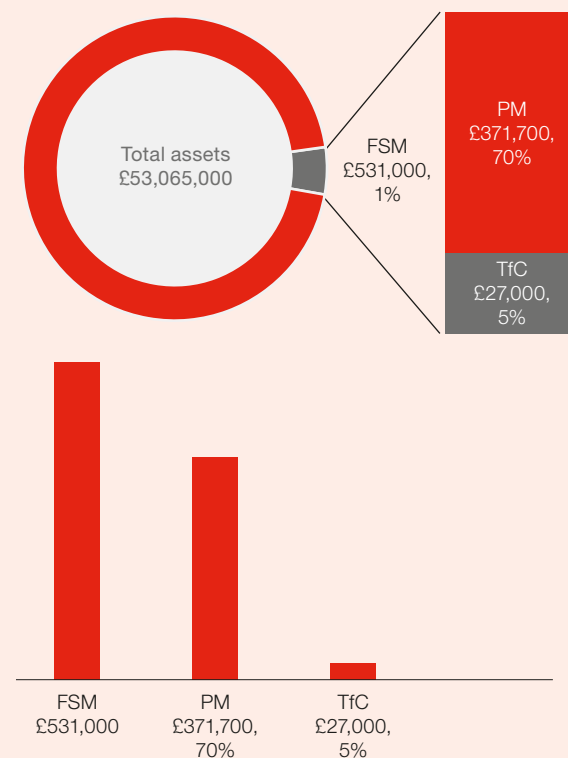 Total assets
£53,065,000
FSM
£531,000,
1%
PM
£371,700,
70%
TfC
£27,000,
5%
FSM
£531,000
PM
£371,700,
70%
TfC
£27,000,
5%